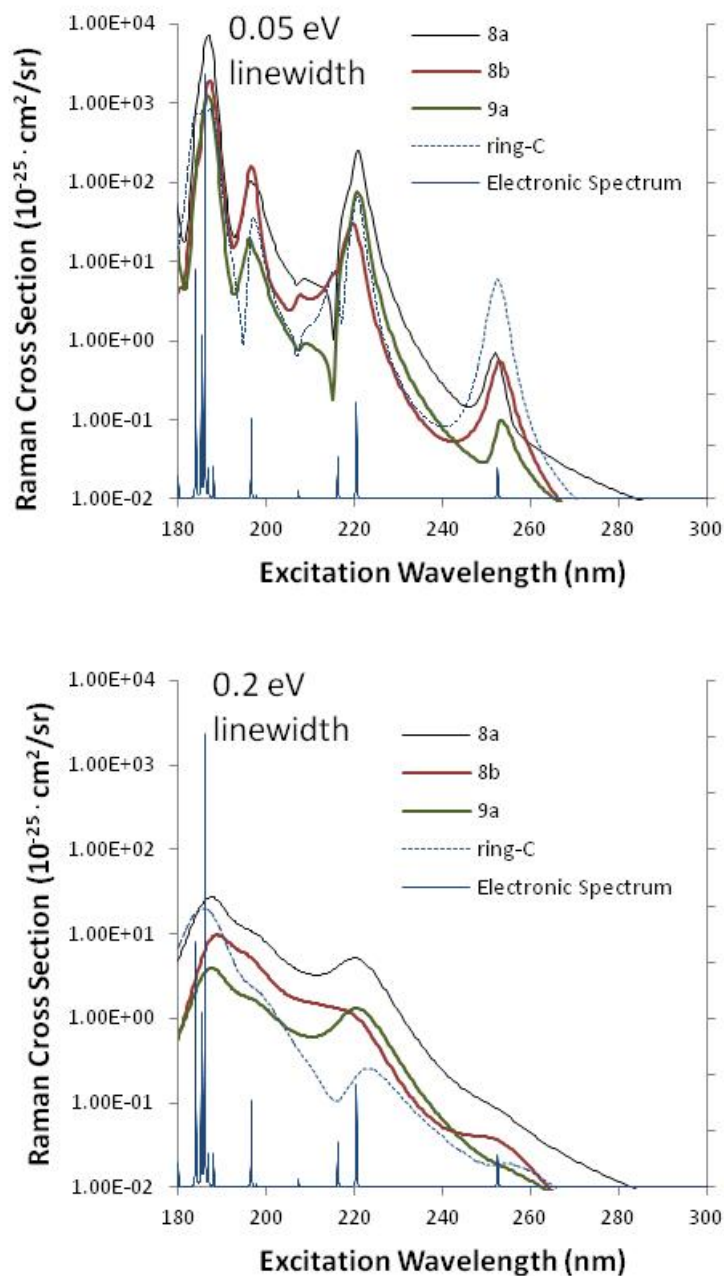 0.05 eV
linewidth
8a
8b
9a
ring-C
Electronic Spectrum
Raman Cross Section (10⁻²⁵ · cm²/sr)
1.00E+04
1.00E+03
1.00E+02
1.00E+01
1.00E+00
1.00E-01
1.00E-02
180
200
220
240
260
280
300
Excitation Wavelength (nm)
0.2 eV
linewidth
8a
8b
9a
ring-C
Electronic Spectrum
Raman Cross Section (10⁻²⁵ · cm²/sr)
1.00E+04
1.00E+03
1.00E+02
1.00E+01
1.00E+00
1.00E-01
1.00E-02
180
200
220
240
260
280
300
Excitation Wavelength (nm)